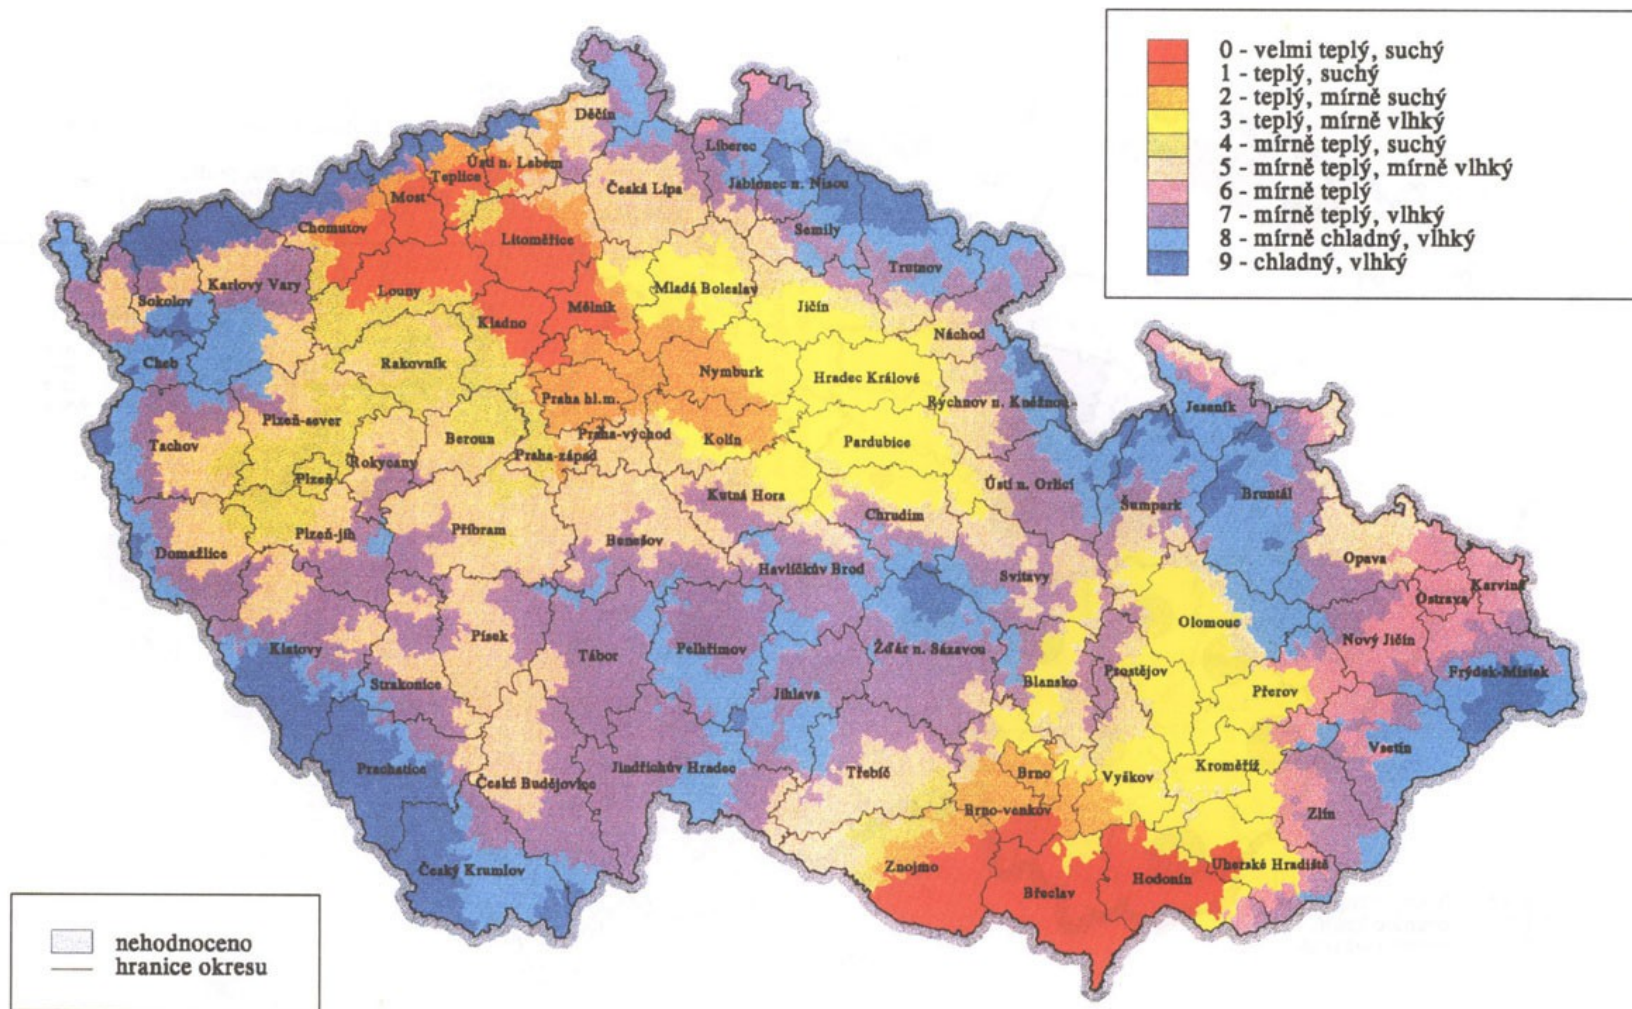 0 - velmi teplý, suchý
1 - teplý, suchý
2 - teplý, mírně suchý
3 - teplý, mírně vlhký
4 - mírně teplý, suchý
5 - mírně teplý, mírně vlhký
6 - mírně teplý
7 - mírně teplý, vlhký
8 - mírně chladný, vlhký
9 - chladný, vlhký
Děčín
Ústí n. Labem
Liberec
Teplice
Česká Lípa
Jablonec n. Nisou
Most
Chomutov
Litoměřice
Semily
Trutnov
Karlovy Vary
Sokolov
Louny
Mladá Boleslav
Jičín
Mělník
Kladno
Náchod
Cheb
Rakovník
Nymburk
Hradec Králové
Praha hl.m.
Rychnov n. Kněžnou
Jeseník
Plzeň-sever
Tachov
Beroun
Praha-východ
Kolín
Pardubice
Praha-západ
Rokycany
Plzeň
Ústí n. Orlicí
Kutná Hora
Bruntál
Šumpark
Chrudim
Příbram
Plzeň-jih
Benešov
Domažlice
Opava
Havlíčkův Brod
Svitavy
Karviná
Ostrava
Olomouc
Písek
Nový Jičín
Klatovy
Tábor
Pelhřimov
Žďár n. Sázavou
Prostějov
Frýdek-Místek
Strakonice
Jihlava
Blansko
Přerov
Vsetín
Prachatice
Jindřichův Hradec
Třebíč
Brno
Kroměříž
Vyškov
České Budějovice
Brno-venkov
Zlín
Český Krumlov
Znojmo
Uherské Hradiště
Hodonín
Břeclav
nehodnoceno
hranice okresu